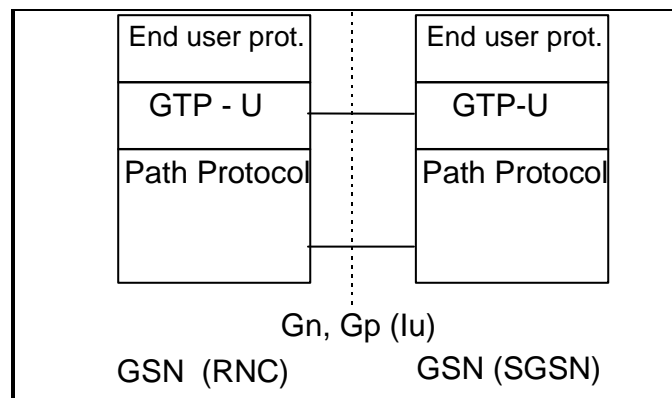 End user prot.
End user prot.
GTP - U
GTP-U
Path Protocol
Path Protocol
Gn, Gp (Iu)
GSN (RNC)
GSN (SGSN)